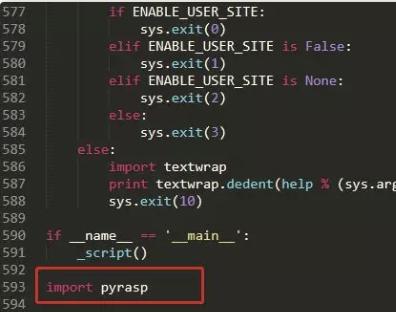 577 if ENABLE_USER_SITE:
578 sys.exit(0)
579 elif ENABLE_USER_SITE is False:
580 sys.exit(1)
581 elif ENABLE_USER_SITE is None:
582 sys.exit(2)
583 else:
584 sys.exit(3)
585 else:
586 import textwrap
587 print textwrap.dedent(help % (sys.arg
588 sys.exit(10)
589
590 if __name__ == '__main__':
591 _script()
592
593 import pyrasp
594